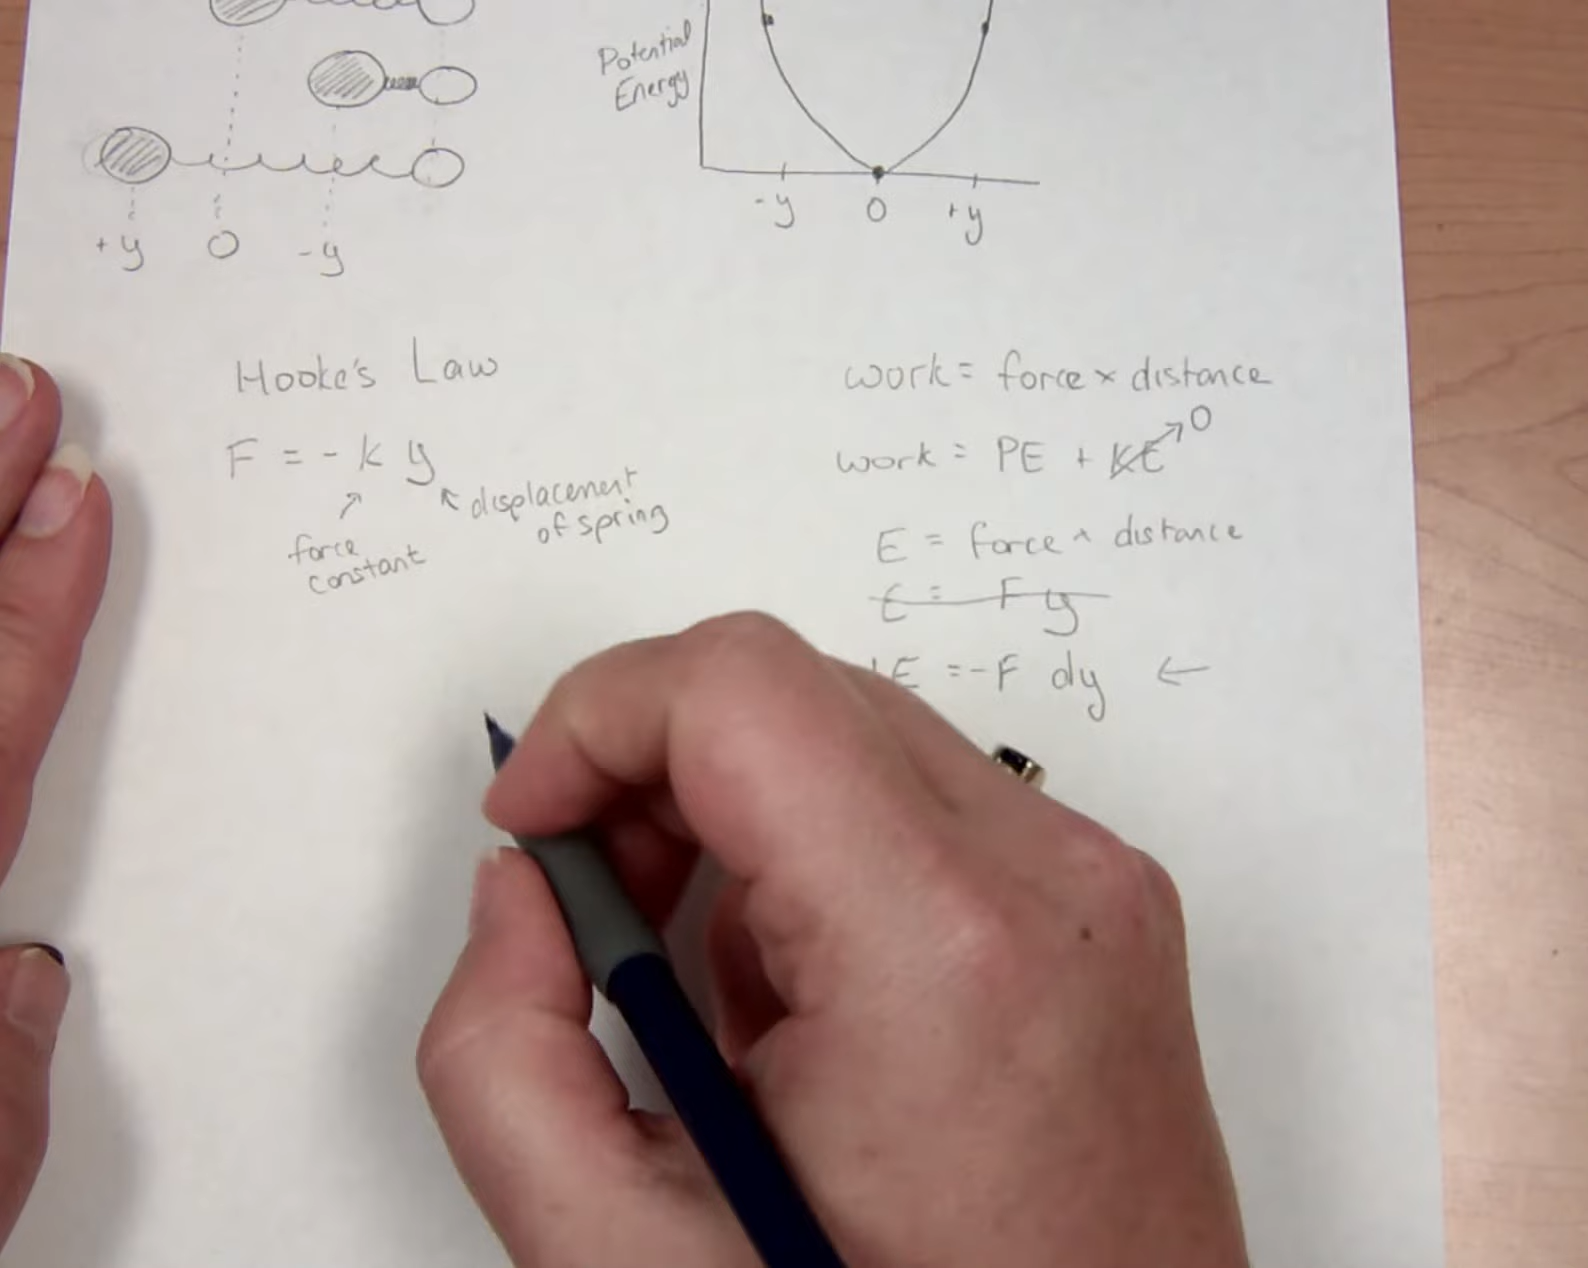 Potential
Energy
-y 0 +y
+y 0 -y
Hooke's Law
F = - k y
displacement
of spring
force
constant
work = force × distance
work = PE + KE 0
E = force × distance
E = F y
E = -F dy ←